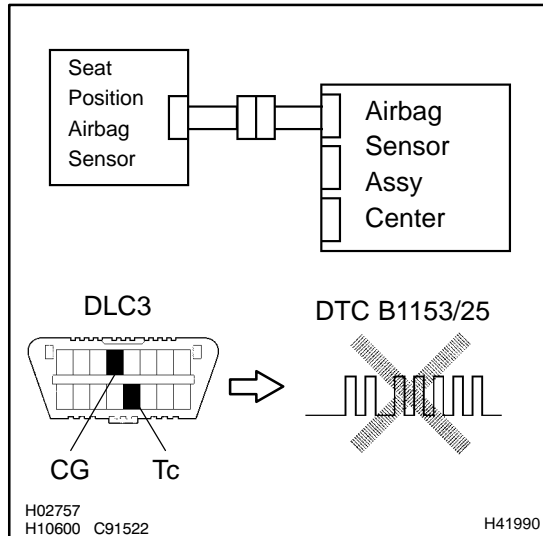 Seat
Position
Airbag
Sensor
Airbag
Sensor
Assy
Center
DLC3
DTC B1153/25
CG
Tc
H02757
H10600 C91522
H41990